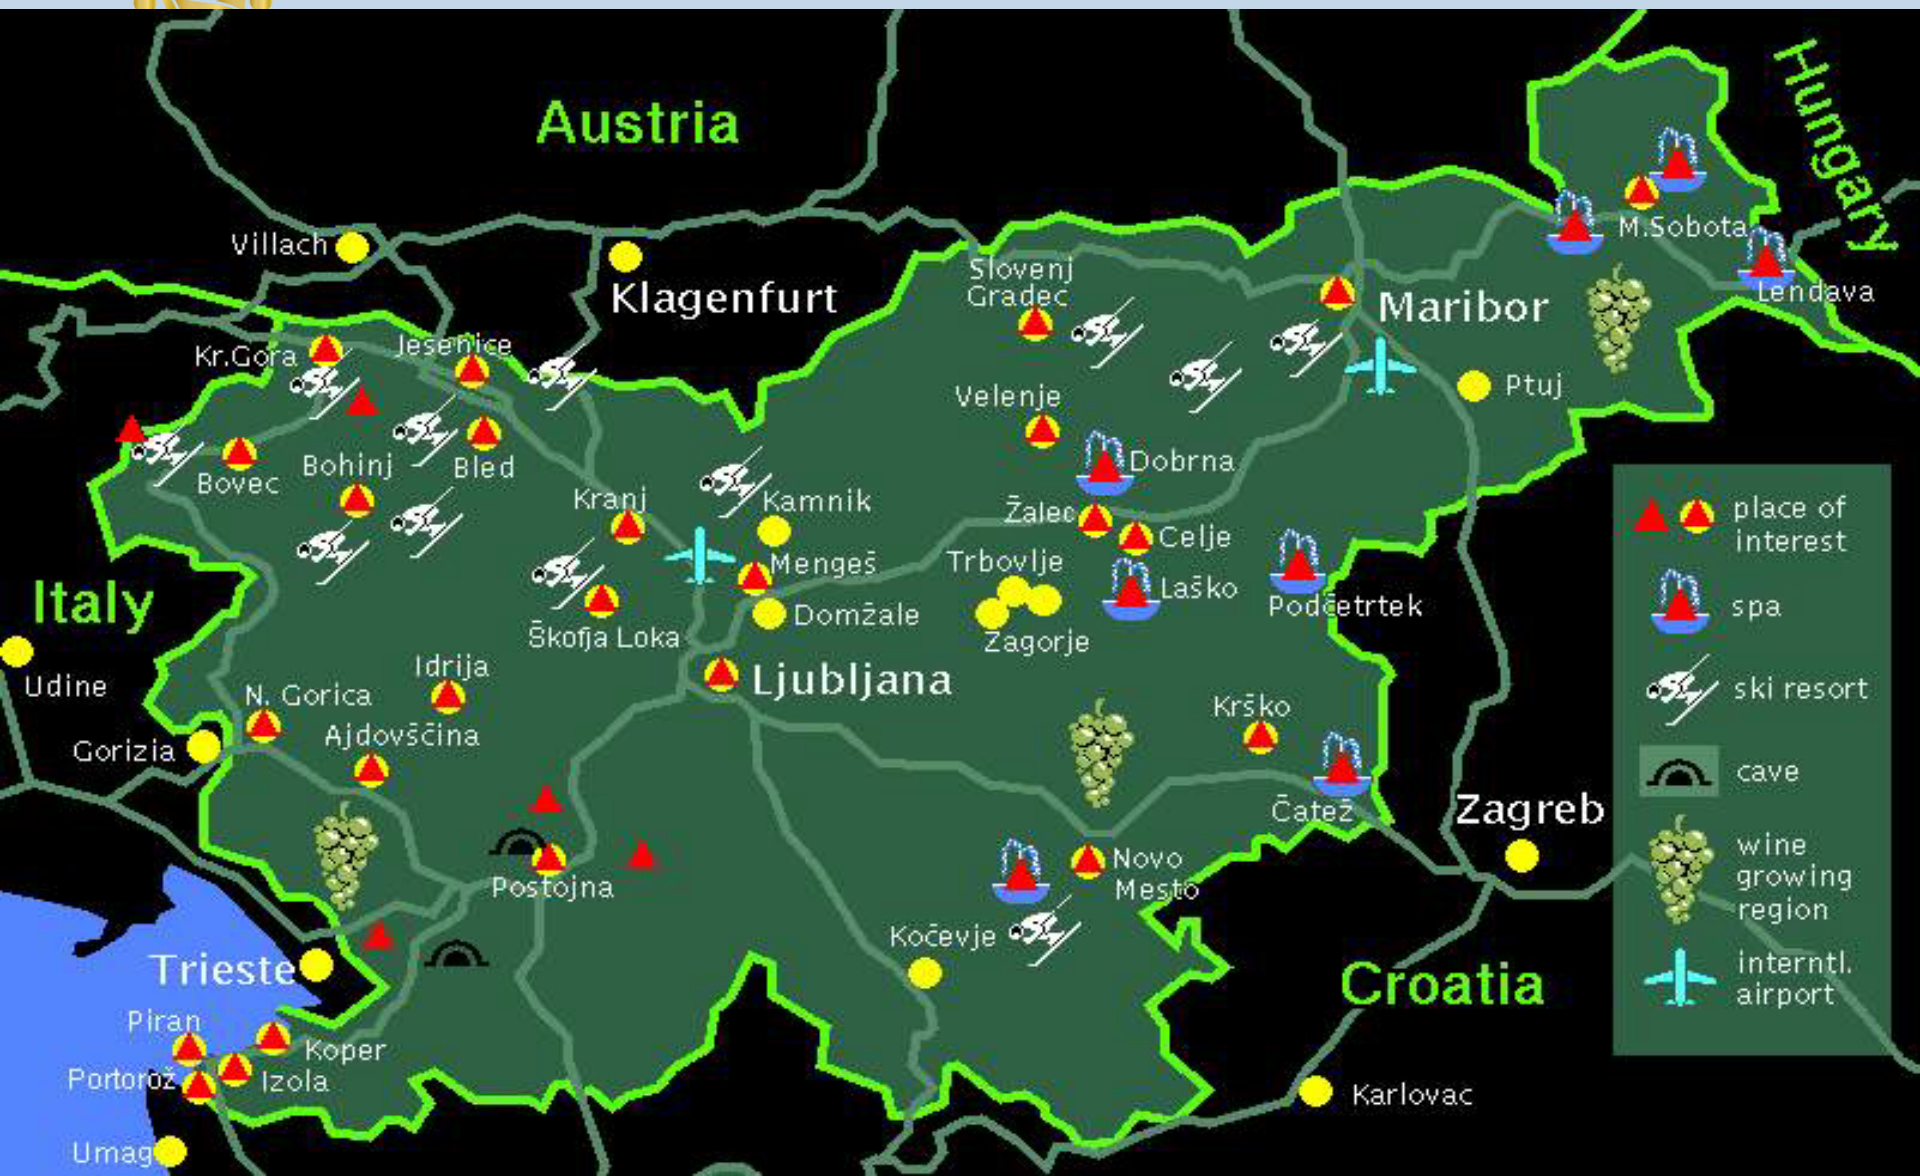 Austria
Hungary
Villach
Klagenfurt
Slovenj
Gradec
M.Sobota
Lendava
Maribor
Kr.Gora
Jesenice
Ptuj
Velenje
Bovec
Bohinj
Bled
Dobrna
Kranj
Kamnik
Žalec
Celje
Mengeš
Trbovlje
Italy
Laško
Podčetrtek
Domžale
Škofja Loka
Zagorje
Udine
Idrija
Ljubljana
N. Gorica
Krško
Ajdovščina
Gorizia
Čatež
Zagreb
Postojna
Novo
Mesto
Kočevje
Trieste
Croatia
Piran
Koper
Portorož
Izola
Karlovac
Umag
place of
interest
spa
ski resort
cave
wine
growing
region
interntl.
airport